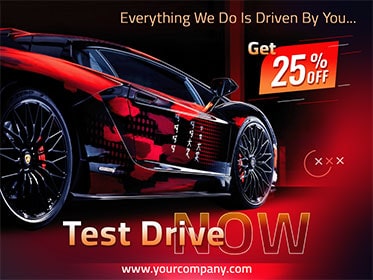 Everything We Do Is Driven By You...
Get
25% OFF
Test Drive NOW
www.yourcompany.com